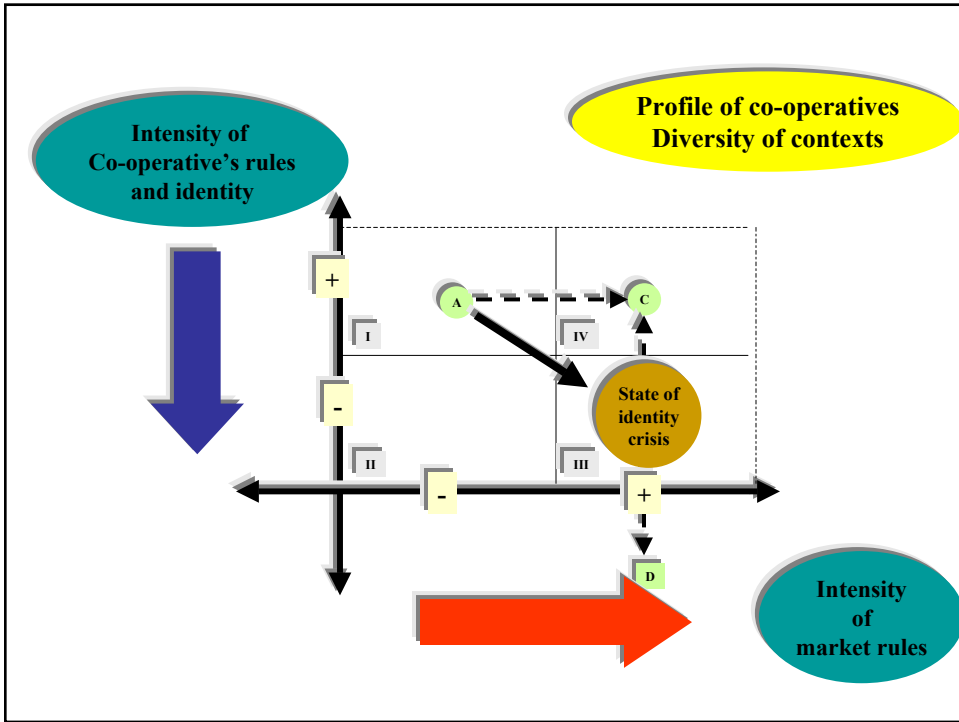 Profile of co-operatives
Diversity of contexts
Intensity of
Co-operative’s rules
and identity
+
A
C
I
IV
-
State of
identity
crisis
II
III
-
+
D
Intensity
of
market rules